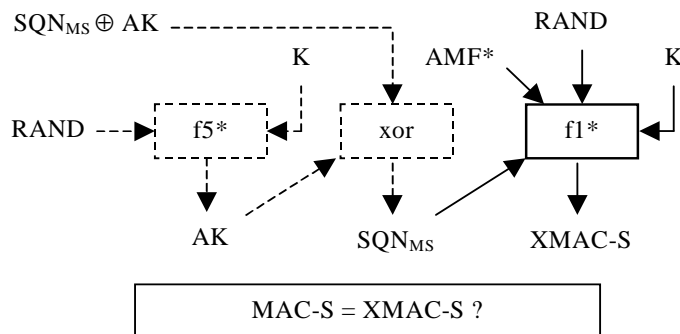 SQN_MS ⊕ AK
RAND
K
AMF*
K
RAND
f5*
xor
f1*
AK
SQN_MS
XMAC-S
MAC-S = XMAC-S ?